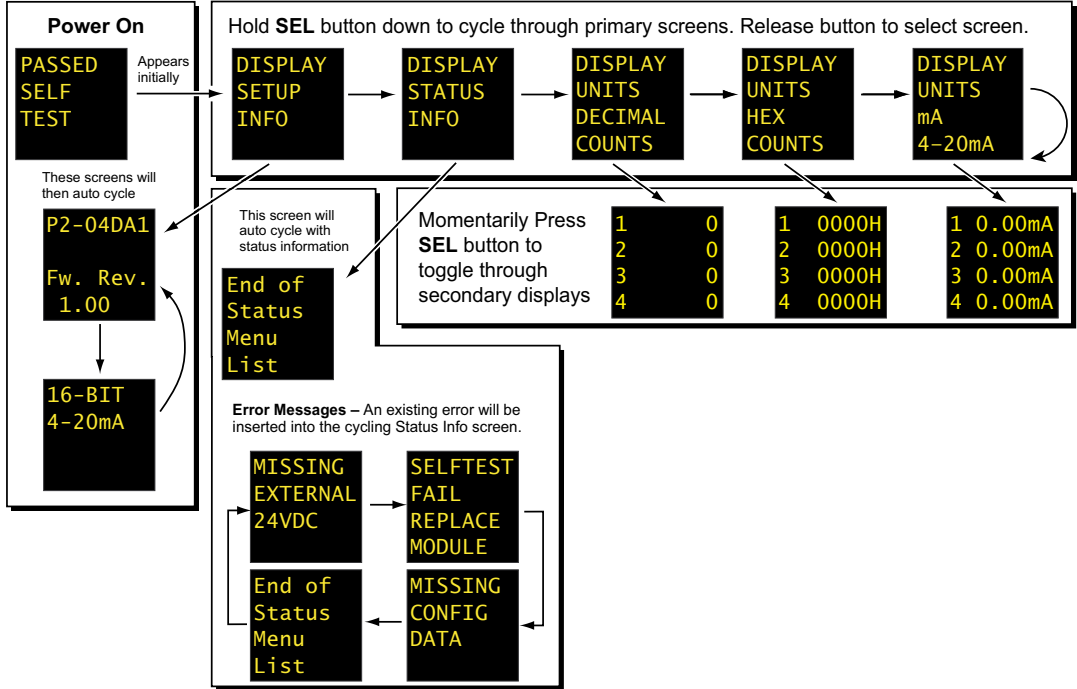 Power On
PASSED
SELF
TEST
Appears
initially
These screens will
then auto cycle
P2-04DA1
Fw. Rev.
1.00
16-BIT
4-20mA
Hold SEL button down to cycle through primary screens. Release button to select screen.
DISPLAY
SETUP
INFO
DISPLAY
STATUS
INFO
DISPLAY
UNITS
DECIMAL
COUNTS
DISPLAY
UNITS
HEX
COUNTS
DISPLAY
UNITS
mA
4-20mA
Momentarily Press
SEL button to
toggle through
secondary displays
1 0
2 0
3 0
4 0
1 0000H
2 0000H
3 0000H
4 0000H
1 0.00mA
2 0.00mA
3 0.00mA
4 0.00mA
This screen will
auto cycle with
status information
End of
Status
Menu
List
Error Messages – An existing error will be
inserted into the cycling Status Info screen.
MISSING
EXTERNAL
24VDC
SELFTEST
FAIL
REPLACE
MODULE
MISSING
CONFIG
DATA
End of
Status
Menu
List